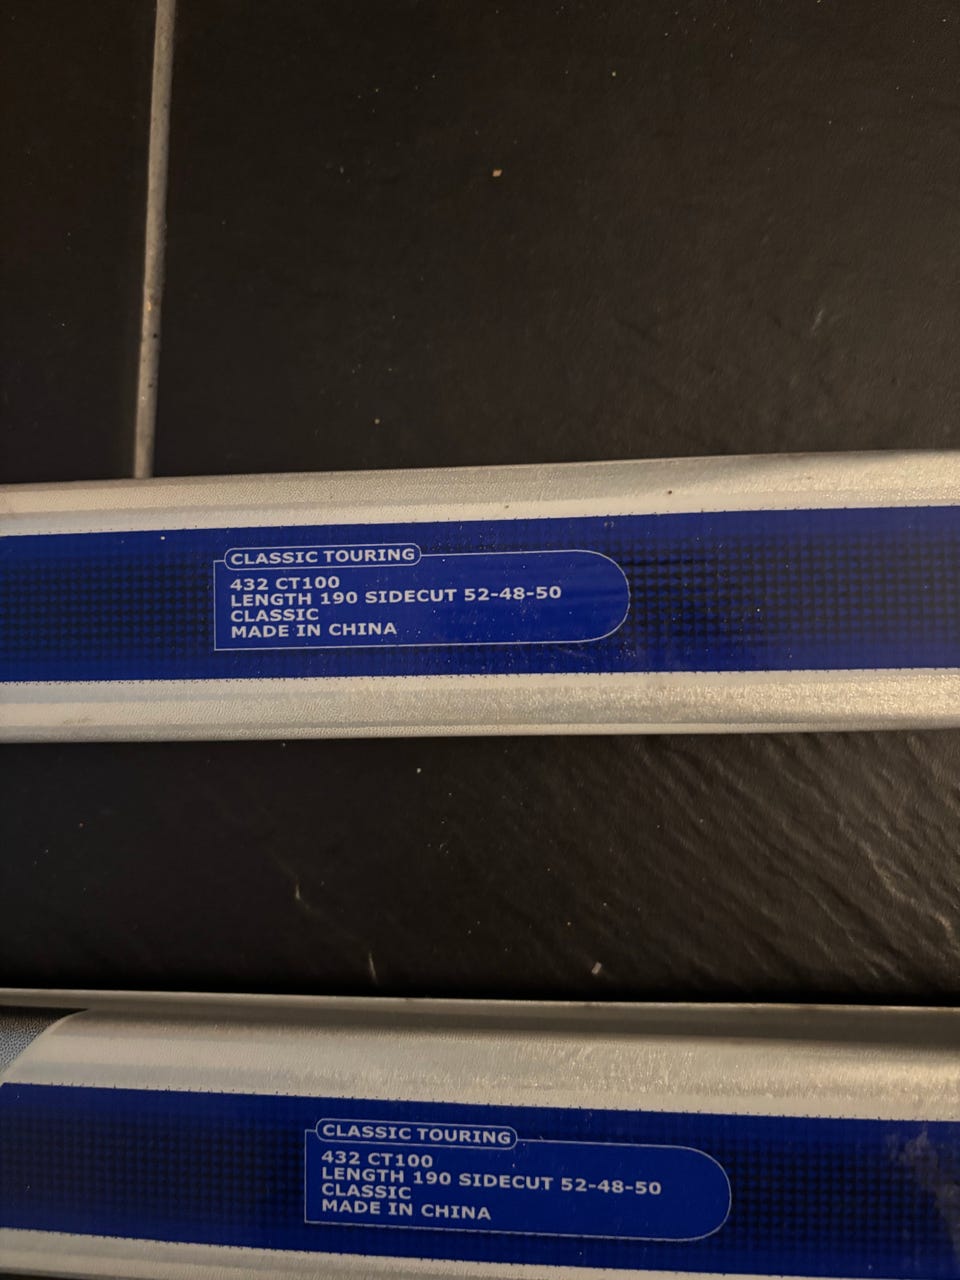 CLASSIC TOURING
432 CT100
LENGTH 190 SIDECUT 52-48-50
CLASSIC
MADE IN CHINA
CLASSIC TOURING
432 CT100
LENGTH 190 SIDECUT 52-48-50
CLASSIC
MADE IN CHINA